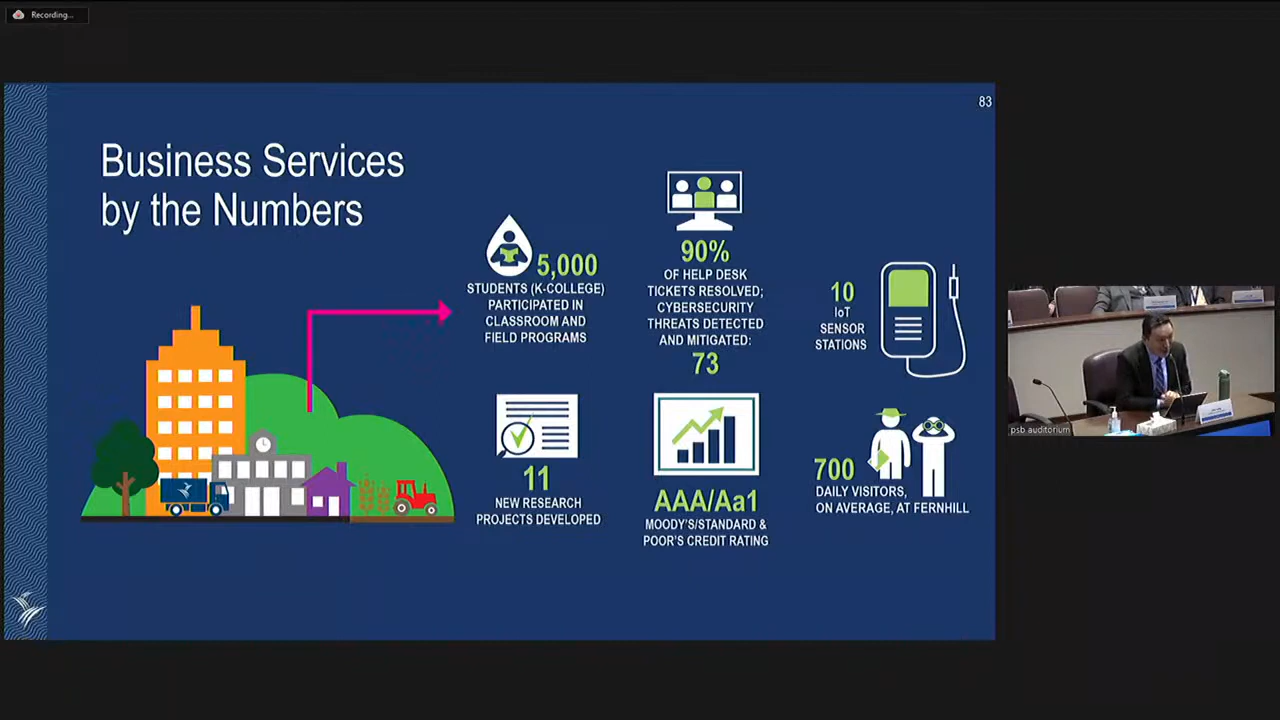 Recording...
83
Business Services
by the Numbers
5,000
STUDENTS (K-COLLEGE)
PARTICIPATED IN
CLASSROOM AND
FIELD PROGRAMS
90%
OF HELP DESK
TICKETS RESOLVED;
CYBERSECURITY
THREATS DETECTED
AND MITIGATED:
73
10
IoT
SENSOR
STATIONS
11
NEW RESEARCH
PROJECTS DEVELOPED
AAA/Aa1
MOODY'S/STANDARD &
POOR'S CREDIT RATING
700
DAILY VISITORS,
ON AVERAGE, AT FERNHILL
psb auditorium